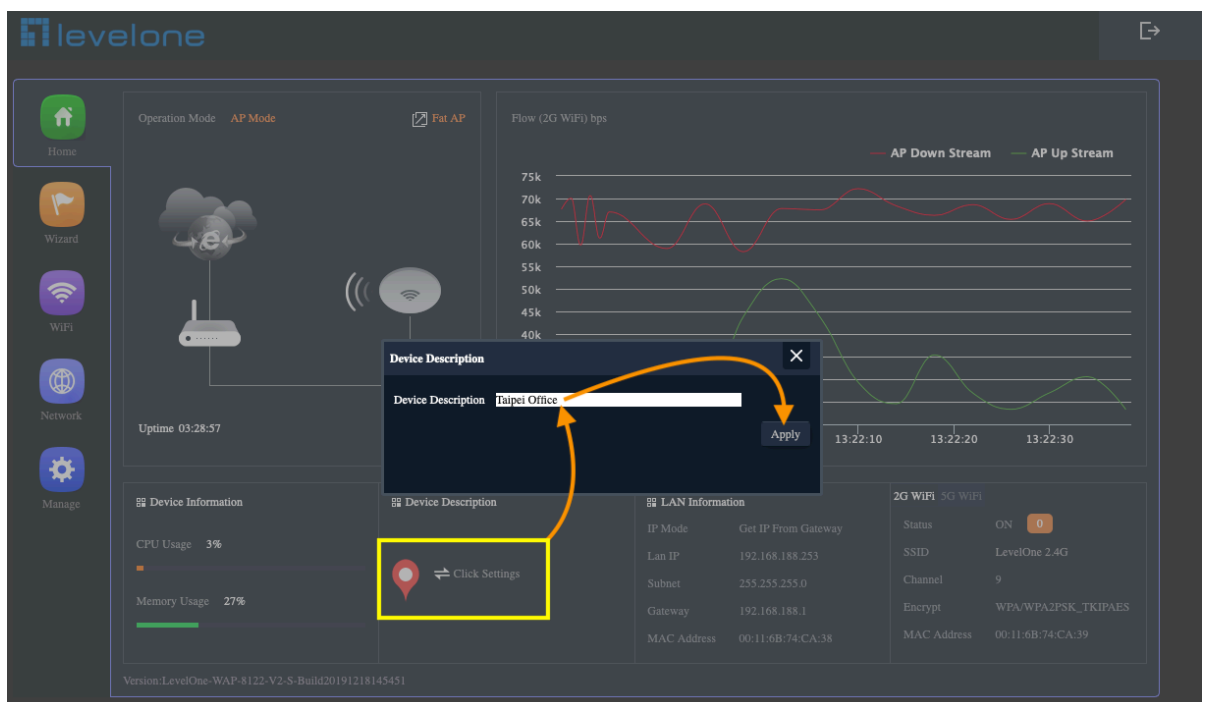 levelone
Home
Wizard
WiFi
Network
Manage
Operation Mode AP Mode Fat AP
Uptime 03:28:57
Flow (2G WiFi) bps
AP Down Stream AP Up Stream
75k
70k
65k
60k
55k
50k
45k
40k
13:22:10 13:22:20 13:22:30
Device Description
Device Description Taipei Office
Apply
Device Information
CPU Usage 3%
Memory Usage 27%
Device Description
Click Settings
LAN Information
IP Mode Get IP From Gateway
Lan IP 192.168.188.253
Subnet 255.255.255.0
Gateway 192.168.188.1
MAC Address 00:11:6B:74:CA:38
2G WiFi 5G WiFi
Status ON 0
SSID LevelOne 2.4G
Channel 9
Encrypt WPA/WPA2PSK_TKIPAES
MAC Address 00:11:6B:74:CA:39
Version:LevelOne-WAP-8122-V2-S-Build20191218145451